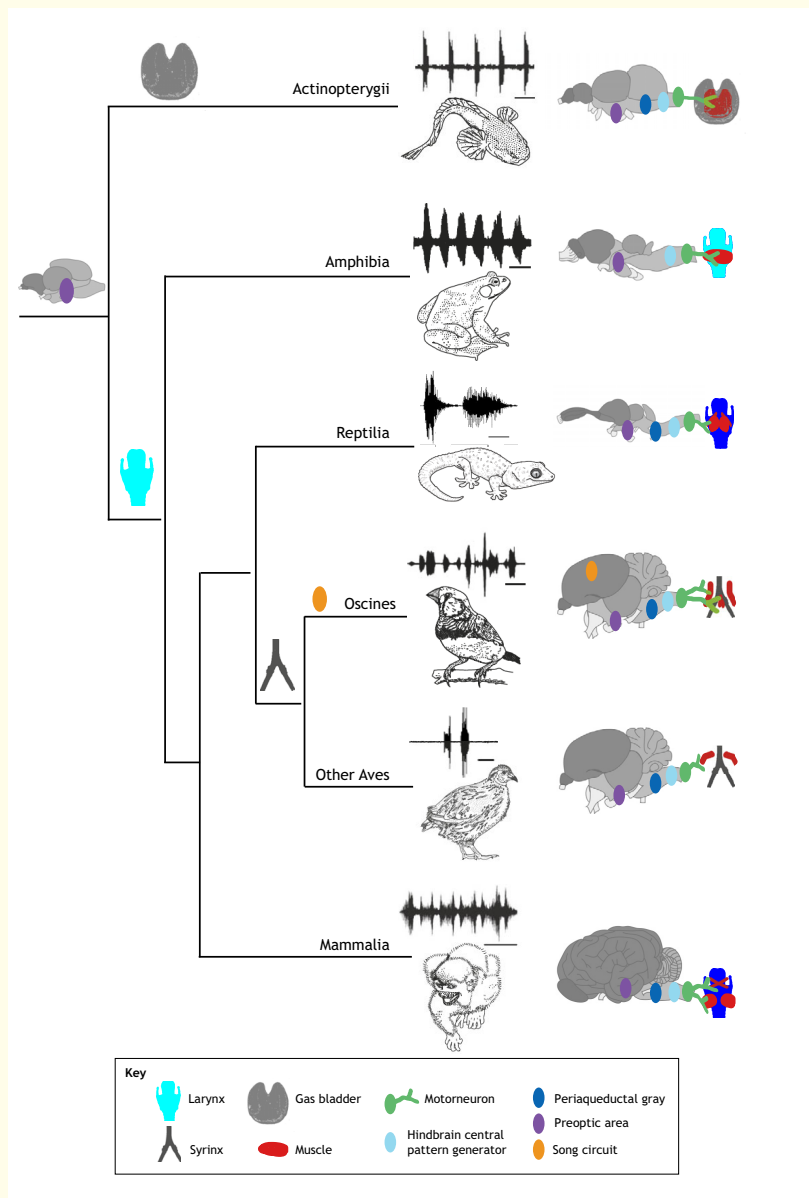 Actinopterygii
Amphibia
Reptilia
Oscines
Other Aves
Mammalia
Key
Larynx
Gas bladder
Motorneuron
Periaqueductal gray
Preoptic area
Syrinx
Muscle
Hindbrain central
pattern generator
Song circuit